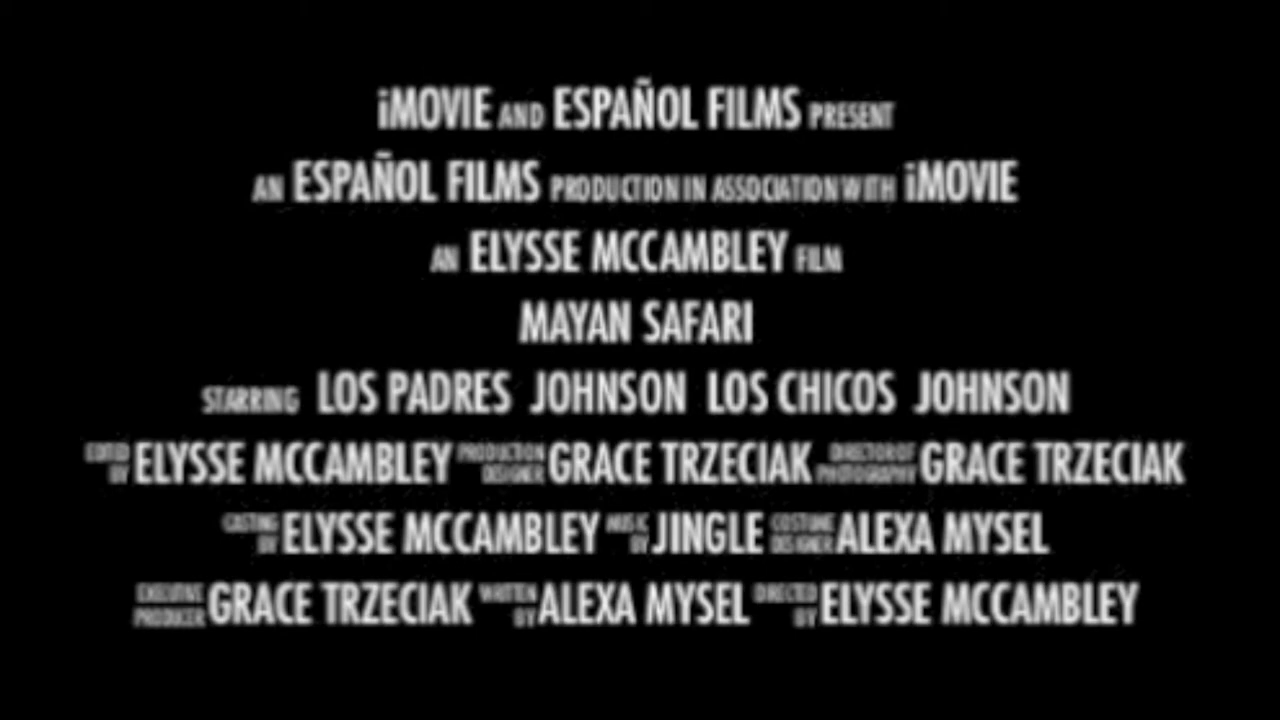 iMOVIE AND ESPAÑOL FILMS PRESENT
AN ESPAÑOL FILMS PRODUCTION IN ASSOCIATION WITH iMOVIE
AN ELYSSE MCCAMBLEY FILM
MAYAN SAFARI
STARRING LOS PADRES JOHNSON LOS CHICOS JOHNSON
EDITED BY ELYSSE MCCAMBLEY PRODUCTION DESIGNER GRACE TRZECIAK DIRECTOR OF PHOTOGRAPHY GRACE TRZECIAK
CASTING BY ELYSSE MCCAMBLEY MUSIC BY JINGLE COSTUME DESIGNER ALEXA MYSEL
EXECUTIVE PRODUCER GRACE TRZECIAK WRITTEN BY ALEXA MYSEL DIRECTED BY ELYSSE MCCAMBLEY